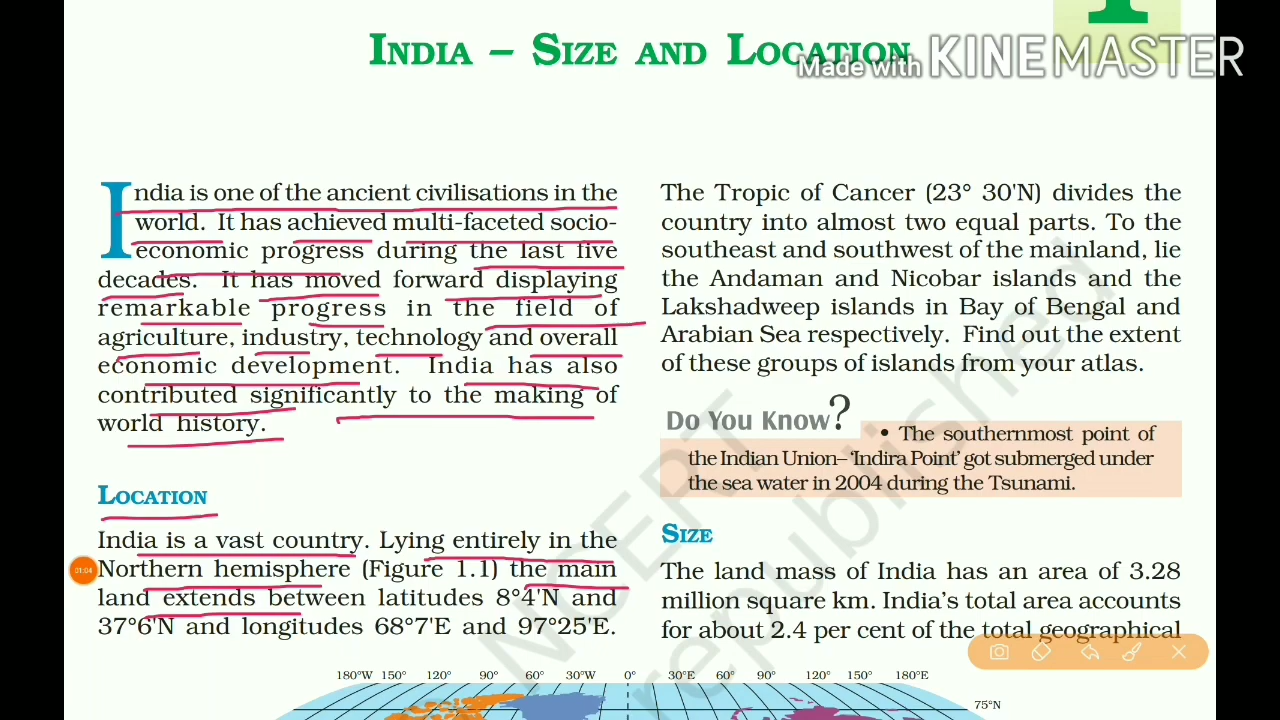 INDIA – SIZE AND LOCATION
Made with KINEMASTER
India is one of the ancient civilisations in the
world. It has achieved multi-faceted socio-
economic progress during the last five
decades. It has moved forward displaying
remarkable progress in the field of
agriculture, industry, technology and overall
economic development. India has also
contributed significantly to the making of
world history.
LOCATION
India is a vast country. Lying entirely in the
Northern hemisphere (Figure 1.1) the main
land extends between latitudes 8°4'N and
37°6'N and longitudes 68°7'E and 97°25'E.
01:04
The Tropic of Cancer (23° 30'N) divides the
country into almost two equal parts. To the
southeast and southwest of the mainland, lie
the Andaman and Nicobar islands and the
Lakshadweep islands in Bay of Bengal and
Arabian Sea respectively. Find out the extent
of these groups of islands from your atlas.
Do You Know?
• The southernmost point of
the Indian Union– 'Indira Point' got submerged under
the sea water in 2004 during the Tsunami.
SIZE
The land mass of India has an area of 3.28
million square km. India's total area accounts
for about 2.4 per cent of the total geographical
180°W 150° 120° 90° 60° 30°W 0° 30°E 60° 90° 120° 150° 180°E
75°N
NCERT
republished